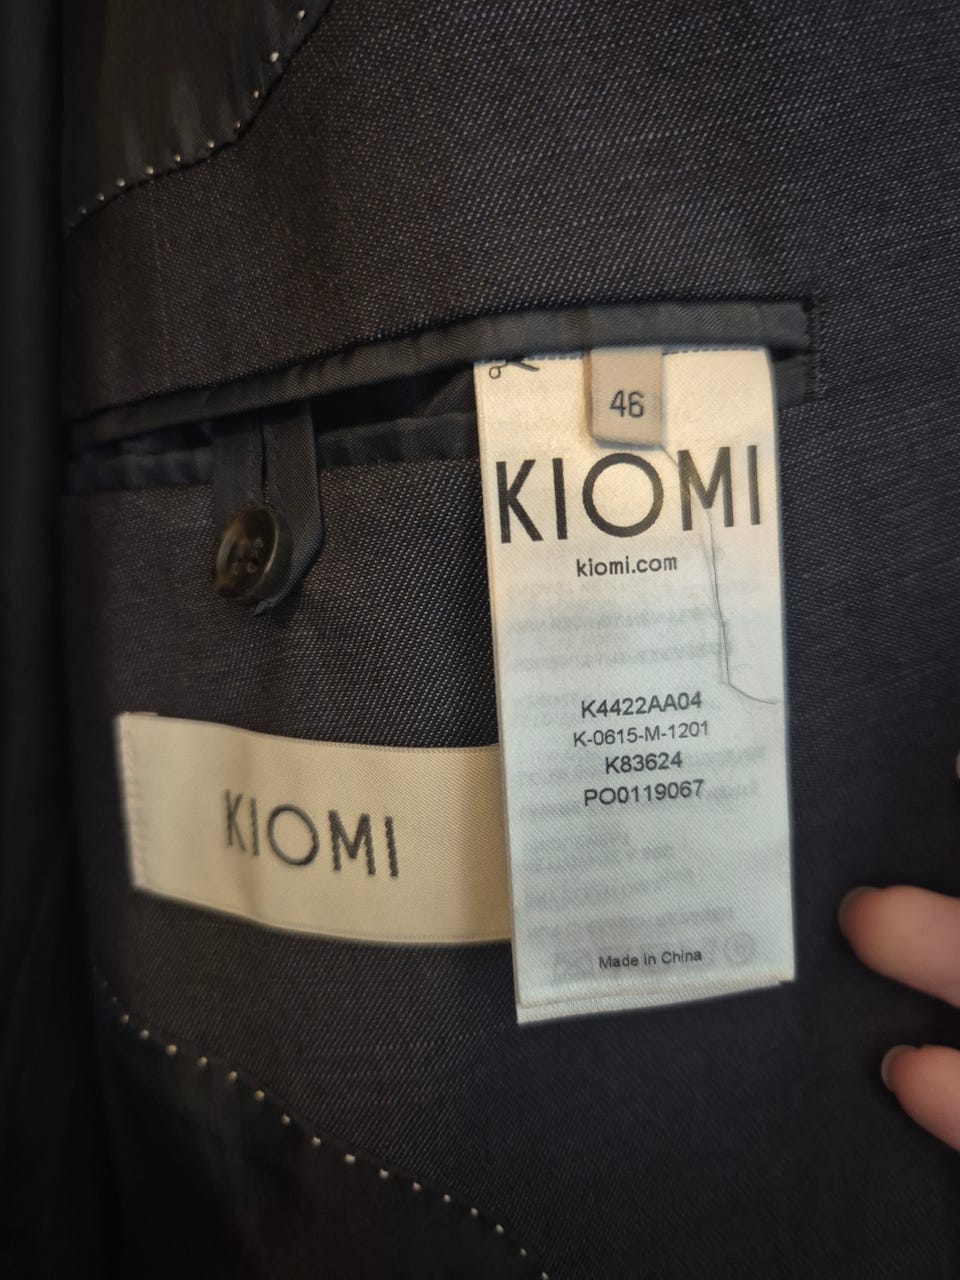 46
KIOMI
kiomi.com
K4422AA04
K-0615-M-1201
K83624
PO0119067
KIOMI
Made in China